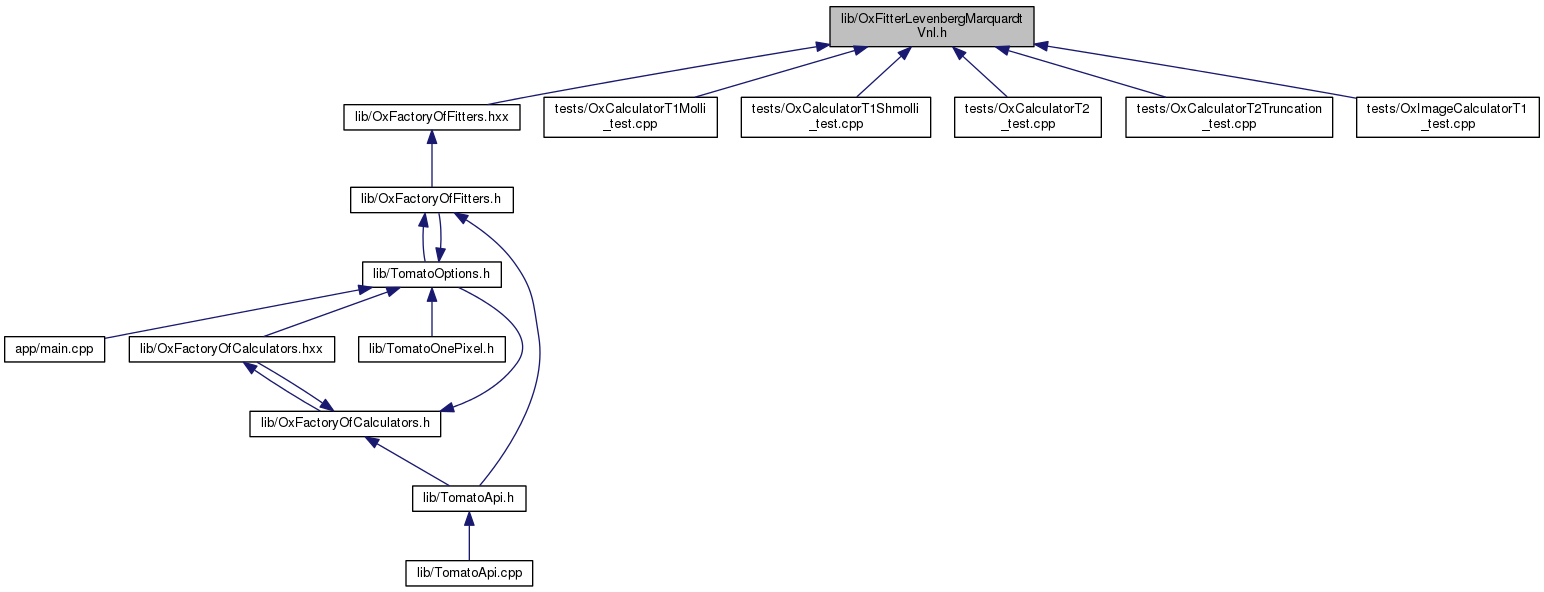 lib/OxFitterLevenbergMarquardt
Vnl.h
lib/OxFactoryOfFitters.hxx
tests/OxCalculatorT1Molli
_test.cpp
tests/OxCalculatorT1Shmolli
_test.cpp
tests/OxCalculatorT2
_test.cpp
tests/OxCalculatorT2Truncation
_test.cpp
tests/OxImageCalculatorT1
_test.cpp
lib/OxFactoryOfFitters.h
lib/TomatoOptions.h
app/main.cpp
lib/OxFactoryOfCalculators.hxx
lib/TomatoOnePixel.h
lib/OxFactoryOfCalculators.h
lib/TomatoApi.h
lib/TomatoApi.cpp